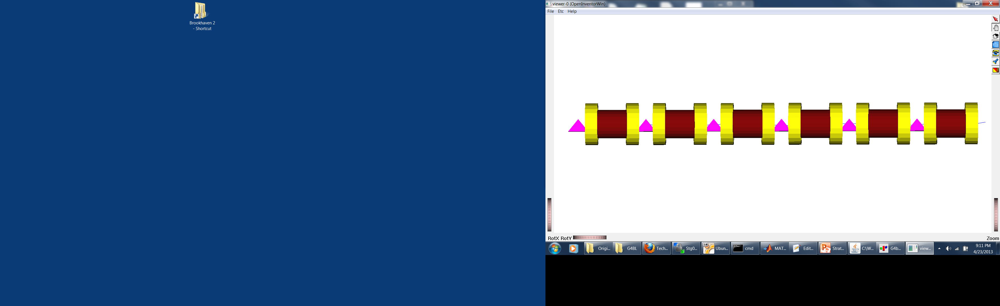 Brookhaven 2
- Shortcut
viewer-0 (OpenInventorWin)
File Etc Help
RotX RotY
Zoom
Origi... G4BL Tech... Stg0... 64 Ubun... cmd MAT... Edit... Strat... C:\W... G4b... view...
9:11 PM
4/23/2013